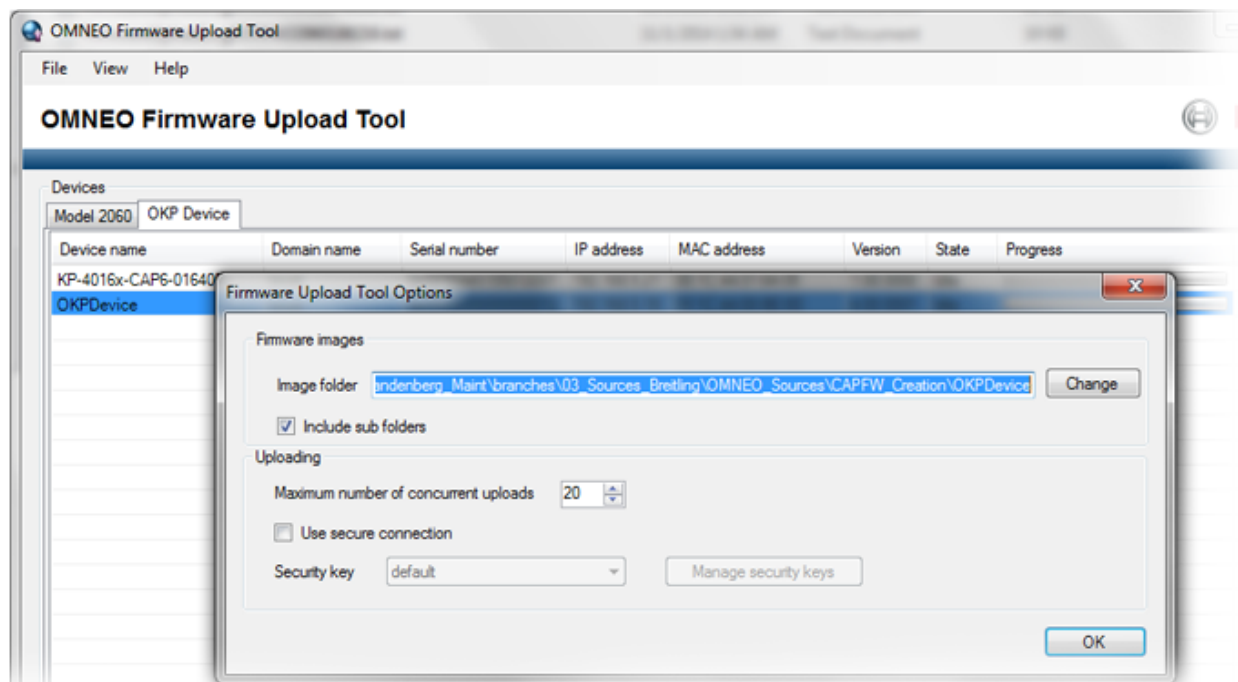 OMNEO Firmware Upload Tool
File View Help
OMNEO Firmware Upload Tool
Devices
Model 2060 OKP Device
Device name Domain name Serial number IP address MAC address Version State Progress
KP-4016x-CAP6-01640
OKPDevice
Firmware Upload Tool Options
Firmware images
Image folder andenberg_Maint\branches\03_Sources_Breitling\OMNEO_Sources\CAPFW_Creation\OKPDevice Change
Include sub folders
Uploading
Maximum number of concurrent uploads 20
Use secure connection
Security key default Manage security keys
OK